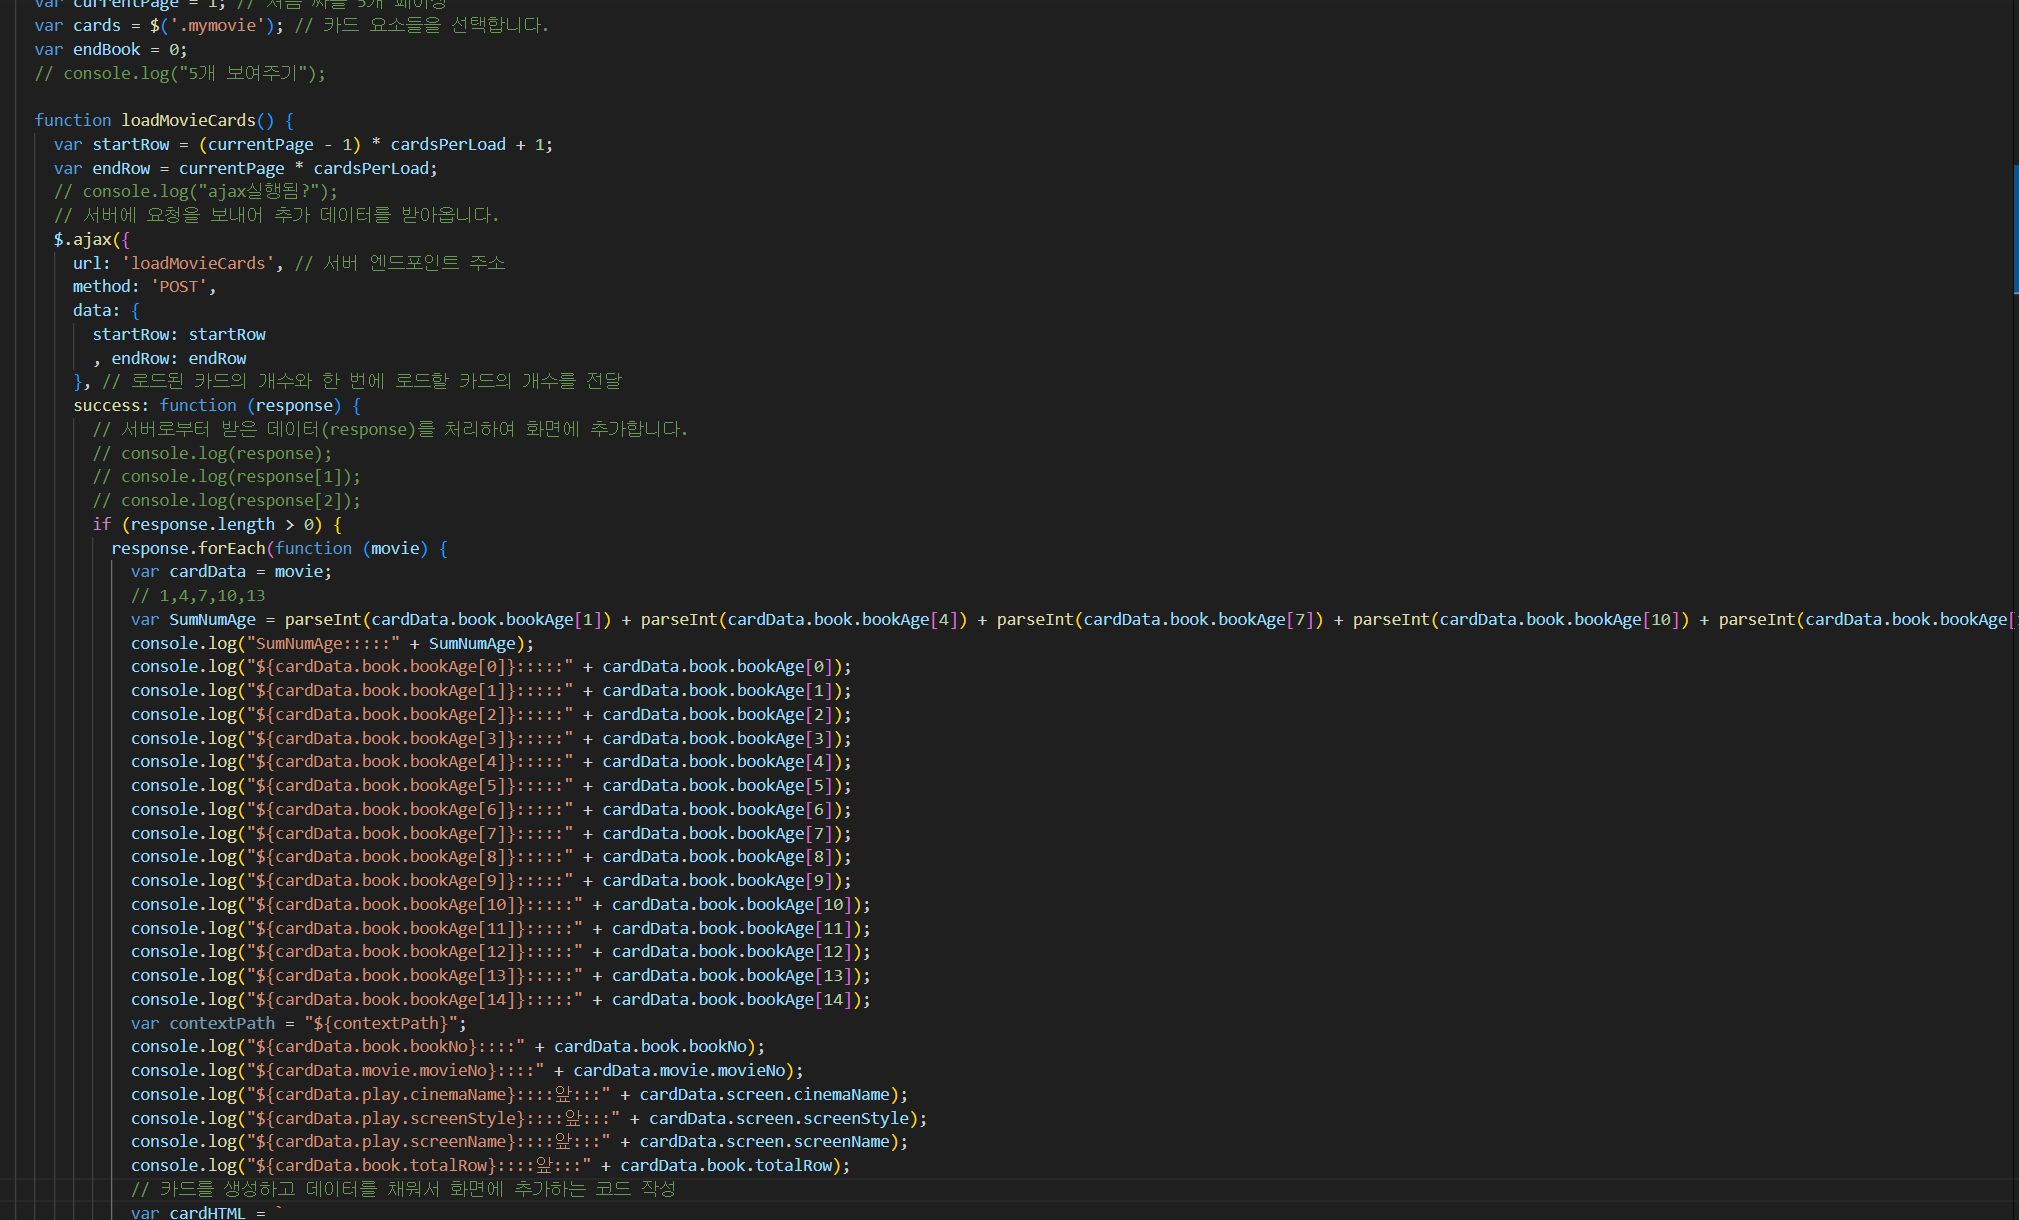 var currentPage = 1; // 처음 짜를 5개 페이징
var cards = $('.mymovie'); // 카드 요소들을 선택합니다.
var endBook = 0;
// console.log("5개 보여주기");
function loadMovieCards() {
var startRow = (currentPage - 1) * cardsPerLoad + 1;
var endRow = currentPage * cardsPerLoad;
// console.log("ajax실행됨?");
// 서버에 요청을 보내어 추가 데이터를 받아옵니다.
$.ajax({
url: 'loadMovieCards', // 서버 엔드포인트 주소
method: 'POST',
data: {
startRow: startRow
, endRow: endRow
}, // 로드된 카드의 개수와 한 번에 로드할 카드의 개수를 전달
success: function (response) {
// 서버로부터 받은 데이터(response)를 처리하여 화면에 추가합니다.
// console.log(response);
// console.log(response[1]);
// console.log(response[2]);
if (response.length > 0) {
response.forEach(function (movie) {
var cardData = movie;
// 1,4,7,10,13
var SumNumAge = parseInt(cardData.book.bookAge[1]) + parseInt(cardData.book.bookAge[4]) + parseInt(cardData.book.bookAge[7]) + parseInt(cardData.book.bookAge[10]) + parseInt(cardData.book.bookAge[
console.log("SumNumAge:::::" + SumNumAge);
console.log("${cardData.book.bookAge[0]}:::::" + cardData.book.bookAge[0]);
console.log("${cardData.book.bookAge[1]}:::::" + cardData.book.bookAge[1]);
console.log("${cardData.book.bookAge[2]}:::::" + cardData.book.bookAge[2]);
console.log("${cardData.book.bookAge[3]}:::::" + cardData.book.bookAge[3]);
console.log("${cardData.book.bookAge[4]}:::::" + cardData.book.bookAge[4]);
console.log("${cardData.book.bookAge[5]}:::::" + cardData.book.bookAge[5]);
console.log("${cardData.book.bookAge[6]}:::::" + cardData.book.bookAge[6]);
console.log("${cardData.book.bookAge[7]}:::::" + cardData.book.bookAge[7]);
console.log("${cardData.book.bookAge[8]}:::::" + cardData.book.bookAge[8]);
console.log("${cardData.book.bookAge[9]}:::::" + cardData.book.bookAge[9]);
console.log("${cardData.book.bookAge[10]}:::::" + cardData.book.bookAge[10]);
console.log("${cardData.book.bookAge[11]}:::::" + cardData.book.bookAge[11]);
console.log("${cardData.book.bookAge[12]}:::::" + cardData.book.bookAge[12]);
console.log("${cardData.book.bookAge[13]}:::::" + cardData.book.bookAge[13]);
console.log("${cardData.book.bookAge[14]}:::::" + cardData.book.bookAge[14]);
var contextPath = "${contextPath}";
console.log("${cardData.book.bookNo}::::" + cardData.book.bookNo);
console.log("${cardData.movie.movieNo}::::" + cardData.movie.movieNo);
console.log("${cardData.play.cinemaName}::::앞:::" + cardData.screen.cinemaName);
console.log("${cardData.play.screenStyle}::::앞:::" + cardData.screen.screenStyle);
console.log("${cardData.play.screenName}::::앞:::" + cardData.screen.screenName);
console.log("${cardData.book.totalRow}::::앞:::" + cardData.book.totalRow);
// 카드를 생성하고 데이터를 채워서 화면에 추가하는 코드 작성
var cardHTML = `